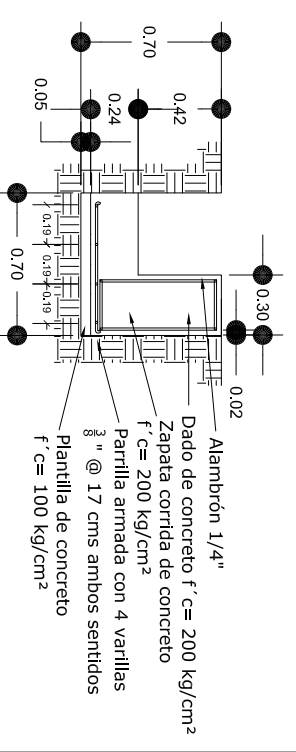 0.70
0.42
0.24
0.05
0.30
0.02
0.19
0.19
0.19
0.70
Alambrón 1/4"
Dado de concreto f´c= 200 kg/cm²
Zapata corrida de concreto
f´c= 200 kg/cm²
Parrilla armada con 4 varillas
3/8 " @ 17 cms ambos sentidos
Plantilla de concreto
f´c= 100 kg/cm²